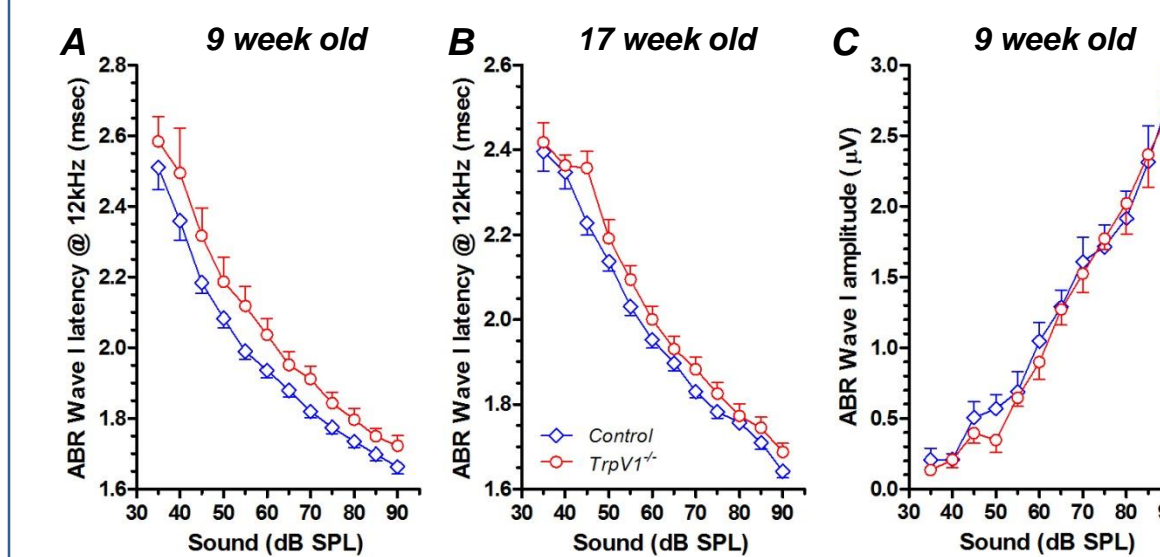 A 9 week old
B 17 week old
C 9 week old
ABR Wave I latency @ 12kHz (msec)
2.8
2.6
2.4
2.2
2.0
1.8
1.6
30 40 50 60 70 80 90
Sound (dB SPL)
ABR Wave I latency @ 12kHz (msec)
2.6
2.4
2.2
2.0
1.8
1.6
Control
TrpV1-/-
30 40 50 60 70 80 90
Sound (dB SPL)
ABR Wave I amplitude (µV)
3.0
2.5
2.0
1.5
1.0
0.5
0.0
30 40 50 60 70 80
Sound (dB SPL)